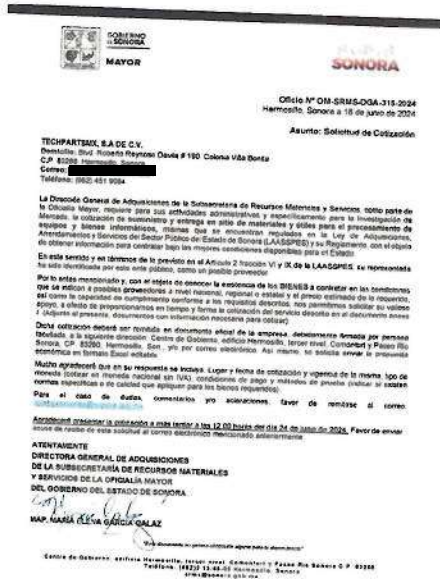 GOBIERNO
DE SONORA
MAYOR
SONORA
Oficio Nº OM-SRMS-DGA-315-2024
Hermosillo, Sonora a 18 de junio de 2024
Asunto: Solicitud de Cotización
TECHPARTSMX, S.A DE C.V.
Domicilio: Blvd. Roberto Reynoso Davila # 190 Colonia Villa Bonita
C.P. 83288 Hermosillo, Sonora
Correo:
Teléfono: (662) 451 9084
La Dirección General de Adquisiciones de la Subsecretaría de Recursos Materiales y Servicios, como parte de
la Oficialía Mayor, requiere para sus actividades administrativas y específicamente para la Investigación de
Mercado, la cotización de suministro y entrega en sitio de materiales y útiles para el procesamiento de
equipos y bienes informáticos, mismas que se encuentran regulados en la Ley de Adquisiciones,
Arrendamientos y Servicios del Sector Público del Estado de Sonora (LAASSPES) y su Reglamento, con el objeto
de obtener información para contratar bajo las mejores condiciones disponibles para el Estado.
En este sentido y en términos de lo previsto en el Artículo 2 fracción VI y IX de la LAASSPES, su representada
ha sido identificada por este ente público, como un posible proveedor
Por lo antes mencionado y, con el objeto de conocer la existencia de los BIENES a contratar en las condiciones
que se indican a posibles proveedores a nivel nacional, regional o estatal y el precio estimado de lo requerido,
así como la capacidad de cumplimiento conforme a los requisitos descritos, nos permitimos solicitar su valioso
apoyo, a efecto de proporcionarnos en tiempo y forma la cotización del servicio descrito en el documento anexo
(Adjunto el presente, documentos con información necesaria para cotizar)
Dicha cotización deberá ser remitida en documento oficial de la empresa, debidamente firmada por persona
facultada, a la siguiente dirección: Centro de Gobierno, edificio Hermosillo, tercer nivel, Comonfort y Paseo Río
Sonora, CP. 83280, Hermosillo, Son., y/o por correo electrónico. Así mismo, se solicita enviar la propuesta
económica en formato Excel editable.
Mucho agradeceré que en su respuesta se incluya: Lugar y fecha de cotización y vigencia de la misma, tipo de
moneda (cotizar en moneda nacional sin IVA), condiciones de pago y métodos de prueba (indicar si existen
normas específicas o de calidad que apliquen para los bienes requeridos).
Para el caso de dudas, comentarios y/o aclaraciones, favor de remitirse al correo.
Agradeceré presentar la cotización a más tardar a las 12:00 horas del día 24 de junio de 2024. Favor de enviar
acuse de recibo de esta solicitud al correo electrónico mencionado anteriormente
ATENTAMENTE
DIRECTORA GENERAL DE ADQUISICIONES
DE LA SUBSECRETARÍA DE RECURSOS MATERIALES
Y SERVICIOS DE LA OFICIALÍA MAYOR
DEL GOBIERNO DEL ESTADO DE SONORA
MAP. MARÍA ELEVA GARCÍA GALAZ
Centro de Gobierno, edificio Hermosillo, tercer nivel, Comonfort y Paseo Río Sonora C.P. 83280
Hermosillo, Sonora